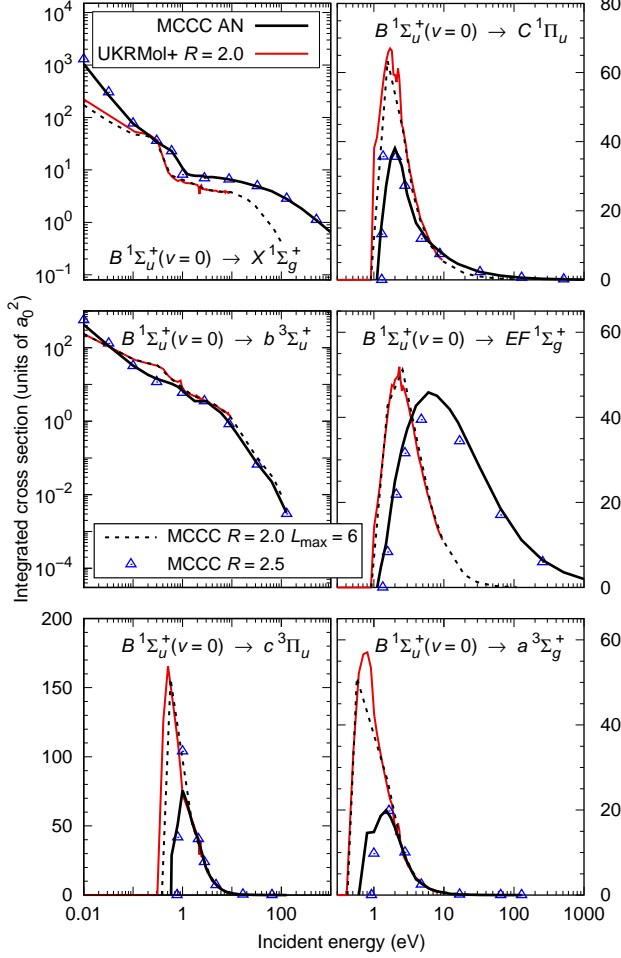 MCCC AN
UKRMol+ R = 2.0
10⁴
10³
10²
10¹
10⁰
10⁻¹
B ¹Σᵤ⁺(v = 0) → X ¹Σg⁺
B ¹Σᵤ⁺(v = 0) → C ¹Πᵤ
80
60
40
20
0
Integrated cross section (units of a₀²)
B ¹Σᵤ⁺(v = 0) → b ³Σᵤ⁺
10²
10⁰
10⁻²
10⁻⁴
MCCC R = 2.0 Lmax = 6
MCCC R = 2.5
B ¹Σᵤ⁺(v = 0) → EF ¹Σg⁺
60
40
20
0
B ¹Σᵤ⁺(v = 0) → c ³Πᵤ
200
150
100
50
0
0.01
1
100
B ¹Σᵤ⁺(v = 0) → a ³Σg⁺
60
40
20
0
1
10
100
1000
Incident energy (eV)
Incident energy (eV)